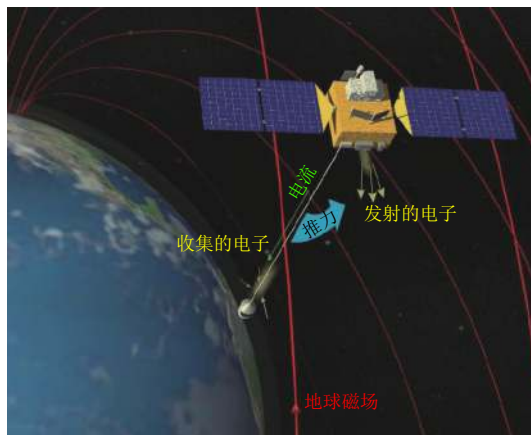 电流
发射的电子
收集的电子
推力
地球磁场